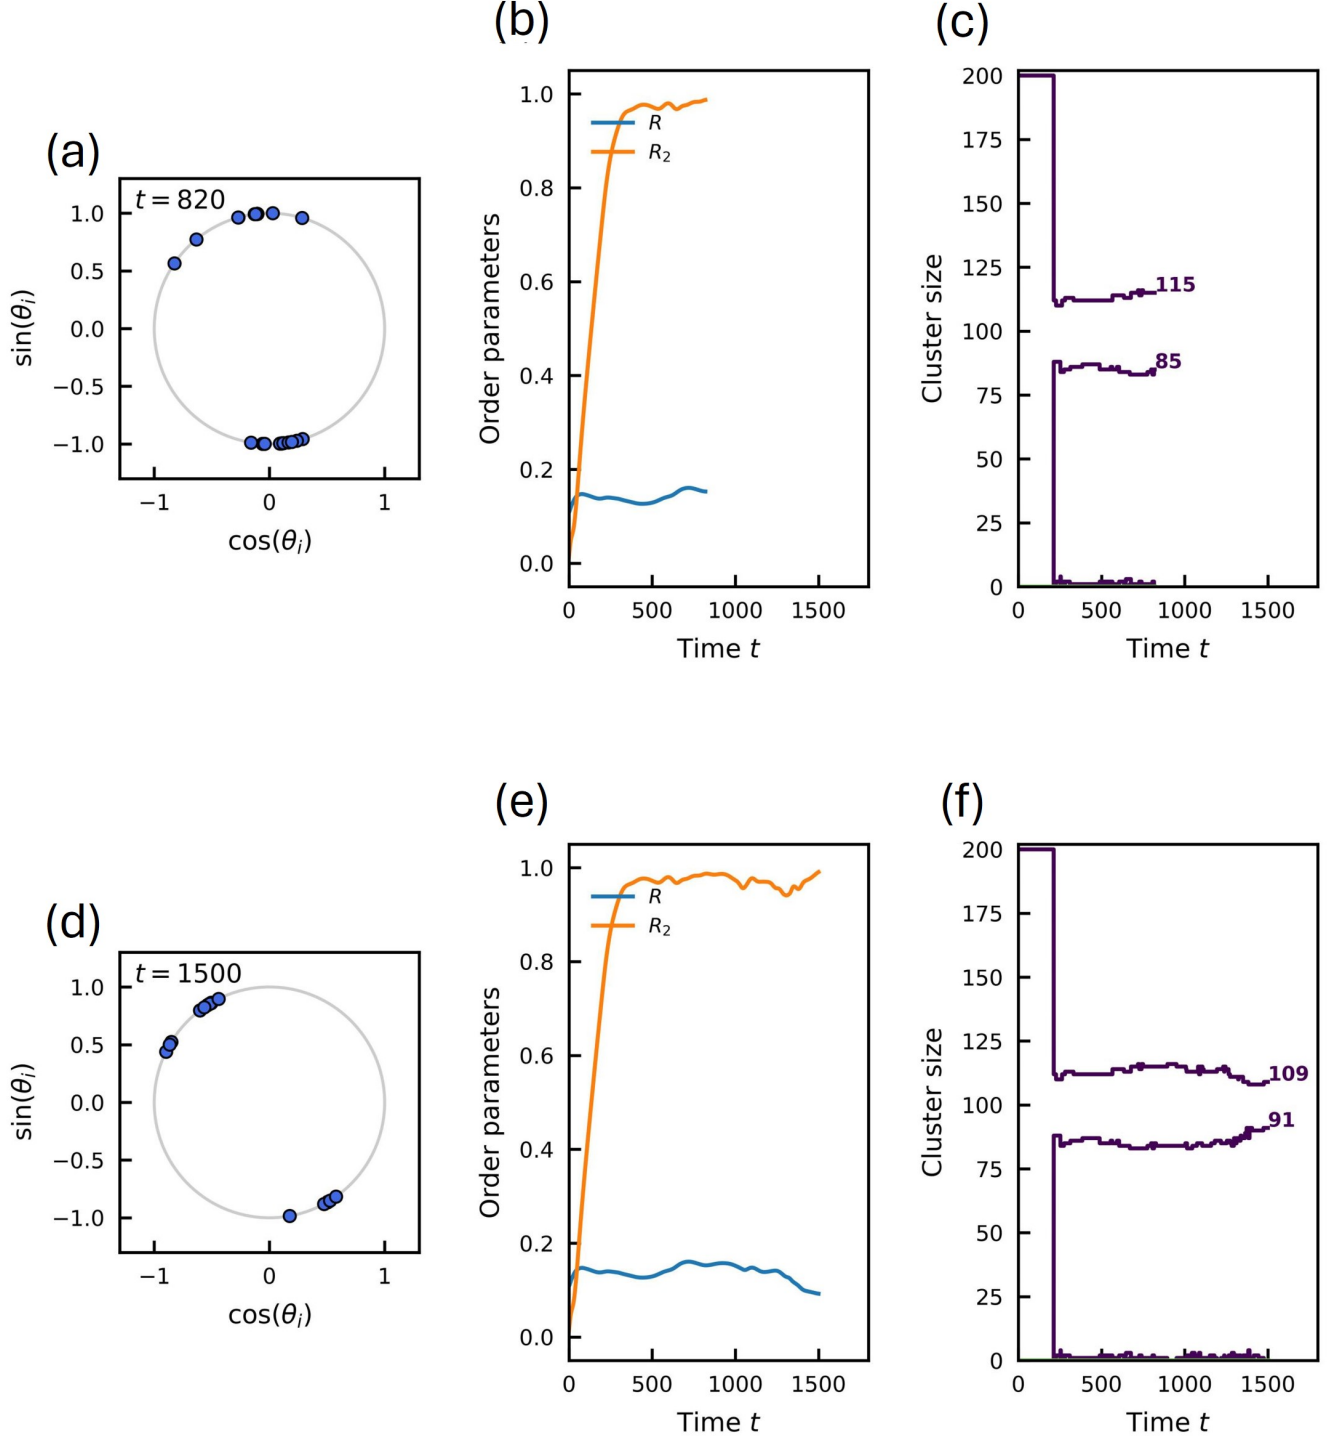 (a)
t = 820
1.0
0.5
0.0
−0.5
−1.0
sin(θi)
−1 0 1
cos(θi)
(b)
1.0
0.8
0.6
0.4
0.2
0.0
Order parameters
R
R2
0 500 1000 1500
Time t
(c)
200
175
150
125
100
75
50
25
0
Cluster size
115
85
0 500 1000 1500
Time t
(d)
t = 1500
1.0
0.5
0.0
−0.5
−1.0
sin(θi)
−1 0 1
cos(θi)
(e)
1.0
0.8
0.6
0.4
0.2
0.0
Order parameters
R
R2
0 500 1000 1500
Time t
(f)
200
175
150
125
100
75
50
25
0
Cluster size
109
91
0 500 1000 1500
Time t